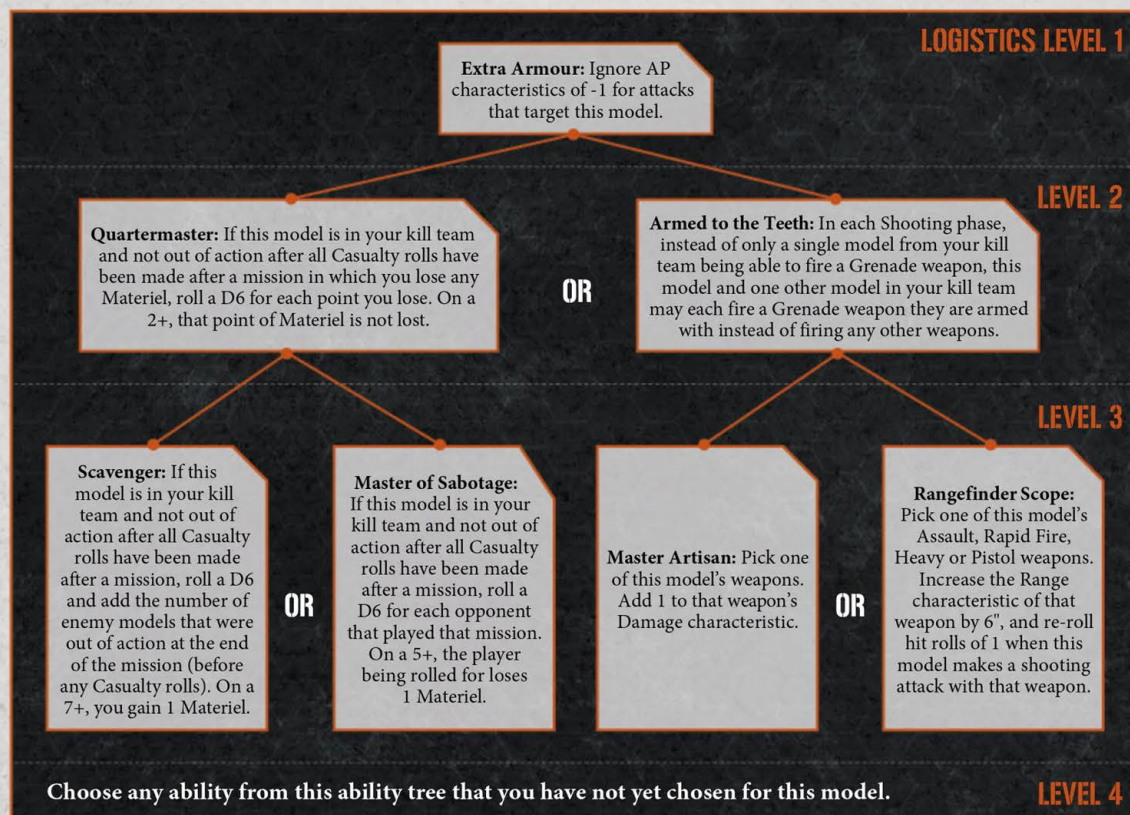 LOGISTICS LEVEL 1
Extra Armour: Ignore AP
characteristics of -1 for attacks
that target this model.
LEVEL 2
Quartermaster: If this model is in your kill team
and not out of action after all Casualty rolls have
been made after a mission in which you lose any
Materiel, roll a D6 for each point you lose. On a
2+, that point of Materiel is not lost.
OR
Armed to the Teeth: In each Shooting phase,
instead of only a single model from your kill
team being able to fire a Grenade weapon, this
model and one other model in your kill team
may each fire a Grenade weapon they are armed
with instead of firing any other weapons.
LEVEL 3
Scavenger: If this
model is in your kill
team and not out of
action after all Casualty
rolls have been made
after a mission, roll a D6
and add the number of
enemy models that were
out of action at the end
of the mission (before
any Casualty rolls). On a
7+, you gain 1 Materiel.
OR
Master of Sabotage:
If this model is in your
kill team and not out of
action after all Casualty
rolls have been made
after a mission, roll a
D6 for each opponent
that played that mission.
On a 5+, the player
being rolled for loses
1 Materiel.
Master Artisan: Pick one
of this model's weapons.
Add 1 to that weapon's
Damage characteristic.
OR
Rangefinder Scope:
Pick one of this model's
Assault, Rapid Fire,
Heavy or Pistol weapons.
Increase the Range
characteristic of that
weapon by 6", and re-roll
hit rolls of 1 when this
model makes a shooting
attack with that weapon.
Choose any ability from this ability tree that you have not yet chosen for this model.
LEVEL 4